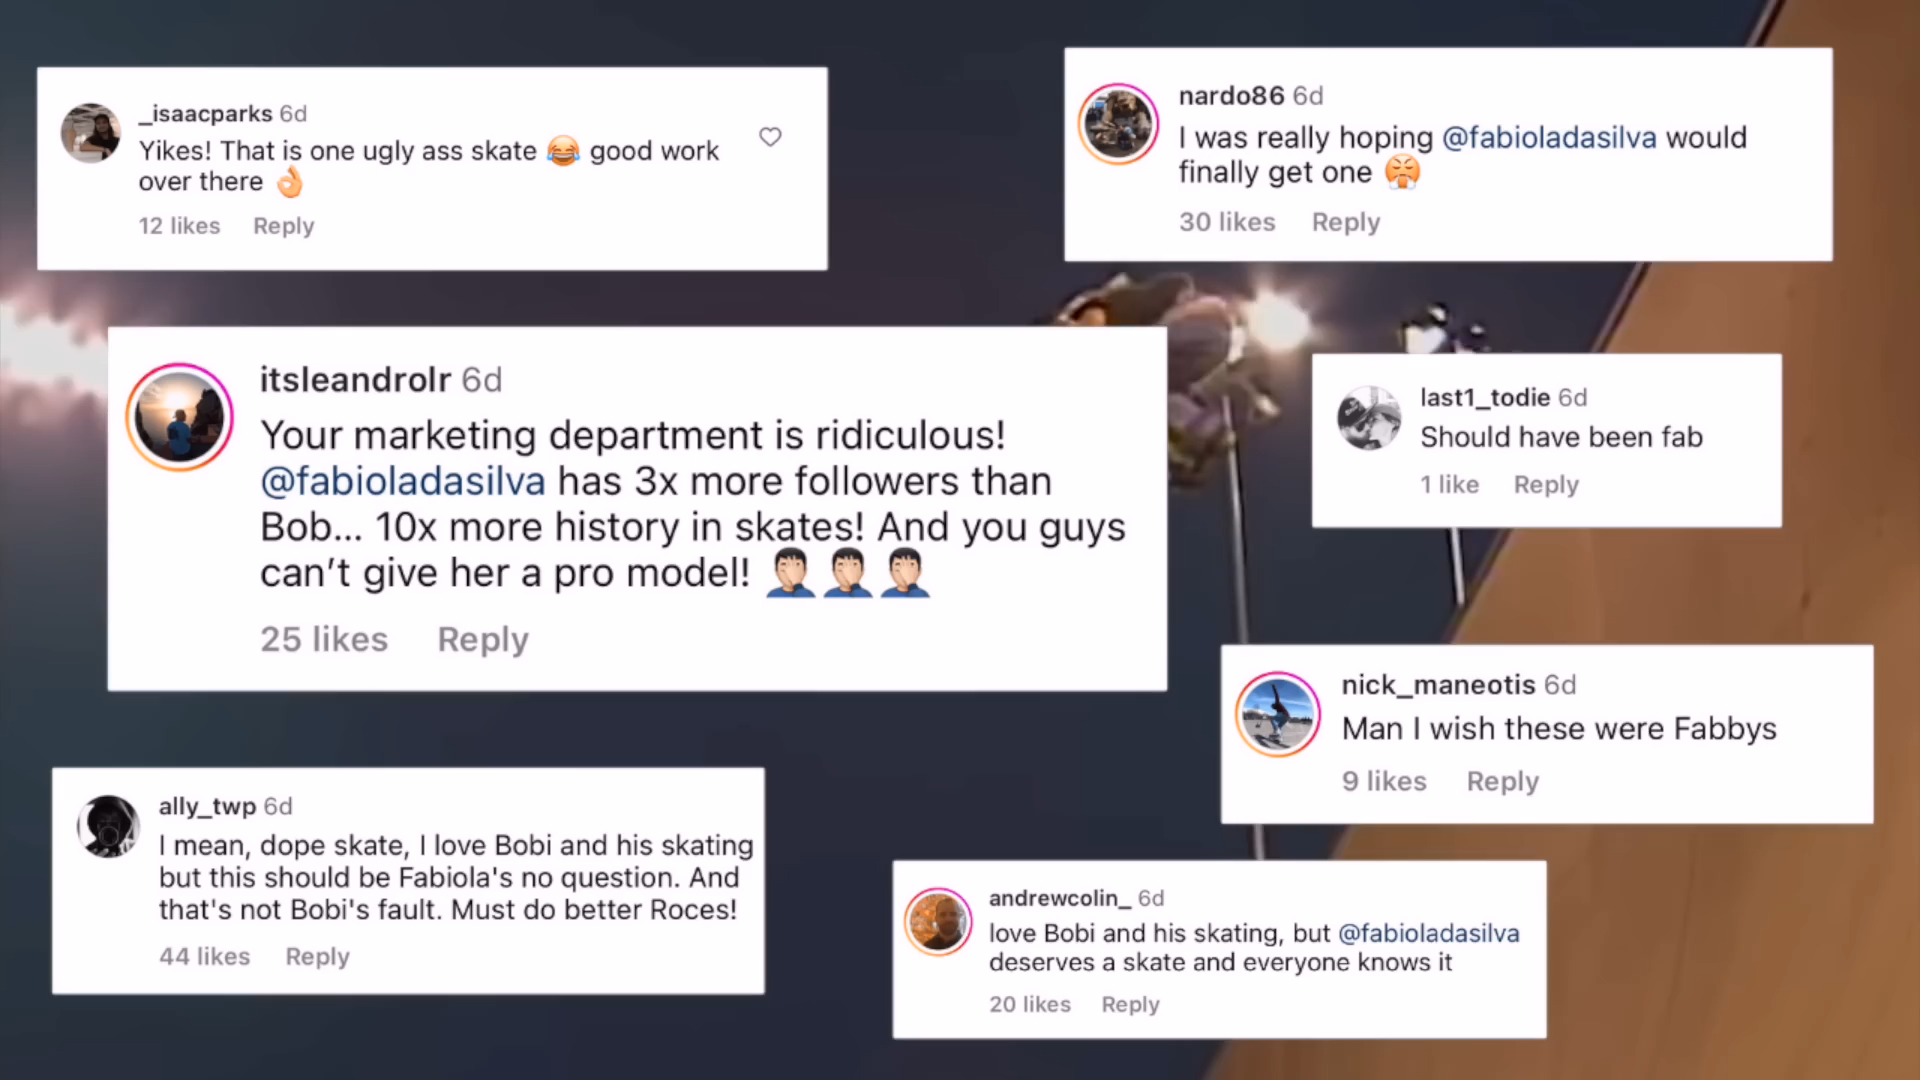 _isaacparks 6d
Yikes! That is one ugly ass skate 😂 good work
over there 👌🏻
12 likes Reply
nardo86 6d
I was really hoping @fabioladasilva would
finally get one 😤
30 likes Reply
itsleandrolr 6d
Your marketing department is ridiculous!
@fabioladasilva has 3x more followers than
Bob... 10x more history in skates! And you guys
can't give her a pro model! 🤦🏻‍♂️🤦🏻‍♂️🤦🏻‍♂️
25 likes Reply
last1_todie 6d
Should have been fab
1 like Reply
nick_maneotis 6d
Man I wish these were Fabbys
9 likes Reply
ally_twp 6d
I mean, dope skate, I love Bobi and his skating
but this should be Fabiola's no question. And
that's not Bobi's fault. Must do better Roces!
44 likes Reply
andrewcolin_ 6d
love Bobi and his skating, but @fabioladasilva
deserves a skate and everyone knows it
20 likes Reply